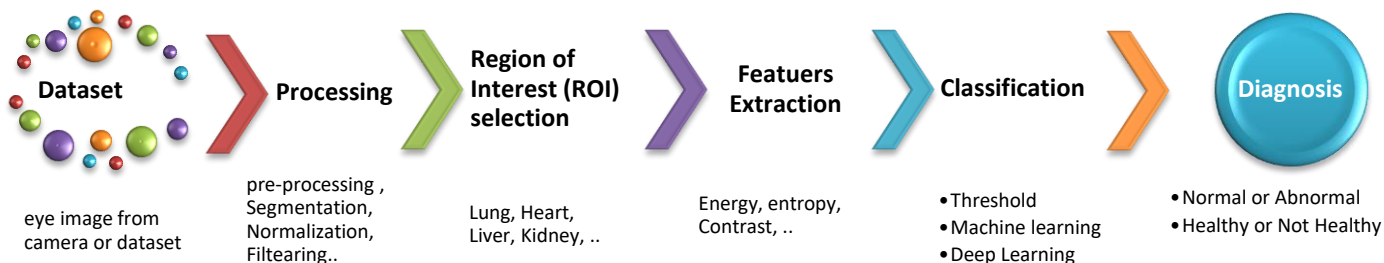 Dataset
eye image from
camera or dataset
Processing
pre-processing ,
Segmentation,
Normalization,
Filtearing..
Region of
Interest (ROI)
selection
Lung, Heart,
Liver, Kidney, ..
Featuers
Extraction
Energy, entropy,
Contrast, ..
Classification
•Threshold
•Machine learning
•Deep Learning
Diagnosis
•Normal or Abnormal
•Healthy or Not Healthy